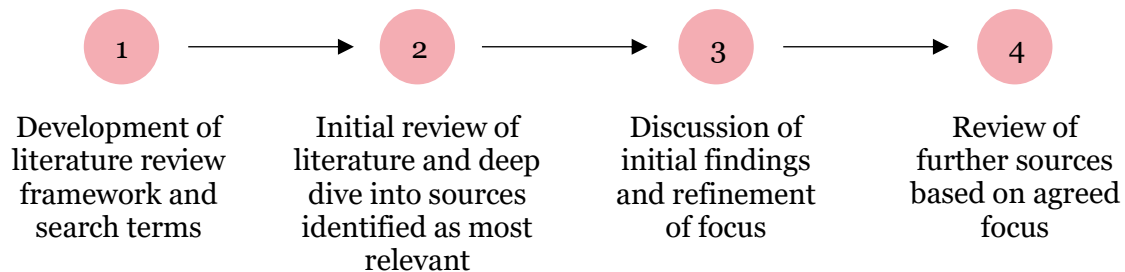 1
2
3
4
Development of
literature review
framework and
search terms
Initial review of
literature and deep
dive into sources
identified as most
relevant
Discussion of
initial findings
and refinement
of focus
Review of
further sources
based on agreed
focus